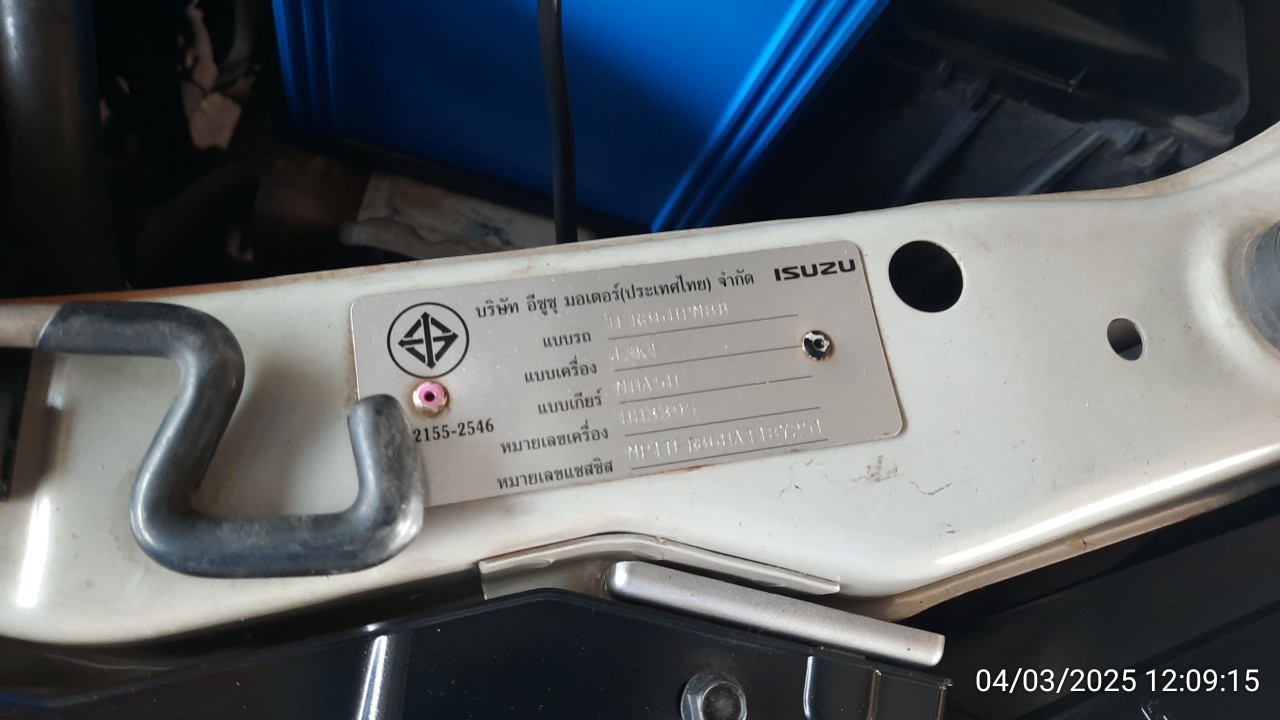 บริษัท อีซูซุ มอเตอร์(ประเทศไทย) จำกัด ISUZU
แบบรถ TFR86HPM8B
แบบเครื่อง 4JK1
แบบเกียร์ MUA5H
หมายเลขเครื่อง
หมายเลขแชสซิส
2155-2546
04/03/2025 12:09:15